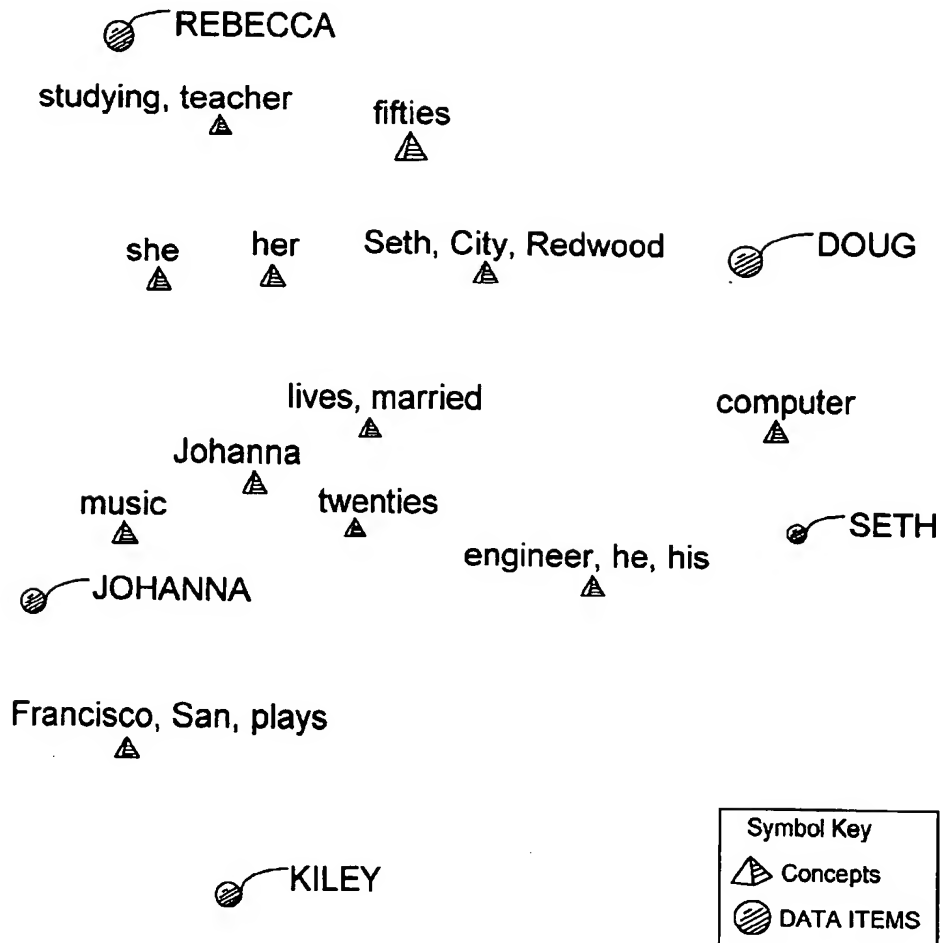 REBECCA
studying, teacher
fifties
she
her
Seth, City, Redwood
DOUG
lives, married
computer
Johanna
music
twenties
SETH
engineer, he, his
JOHANNA
Francisco, San, plays
KILEY
Symbol Key
Concepts
DATA ITEMS